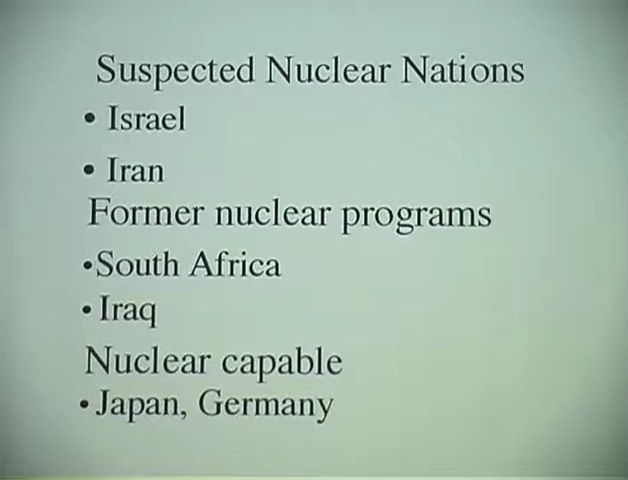 Suspected Nuclear Nations
• Israel
• Iran
Former nuclear programs
•South Africa
•Iraq
Nuclear capable
•Japan, Germany